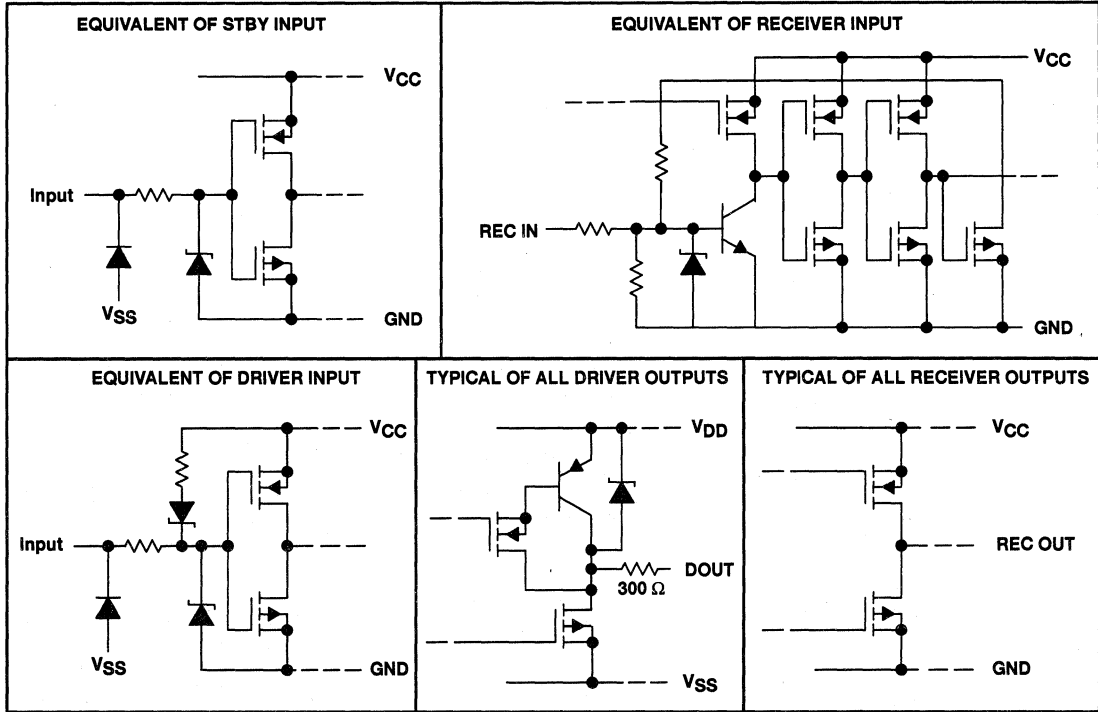 EQUIVALENT OF STBY INPUT
VCC
Input
VSS
GND
EQUIVALENT OF RECEIVER INPUT
VCC
REC IN
GND
EQUIVALENT OF DRIVER INPUT
VCC
Input
VSS
GND
TYPICAL OF ALL DRIVER OUTPUTS
VDD
DOUT
300 Ω
VSS
TYPICAL OF ALL RECEIVER OUTPUTS
VCC
REC OUT
GND